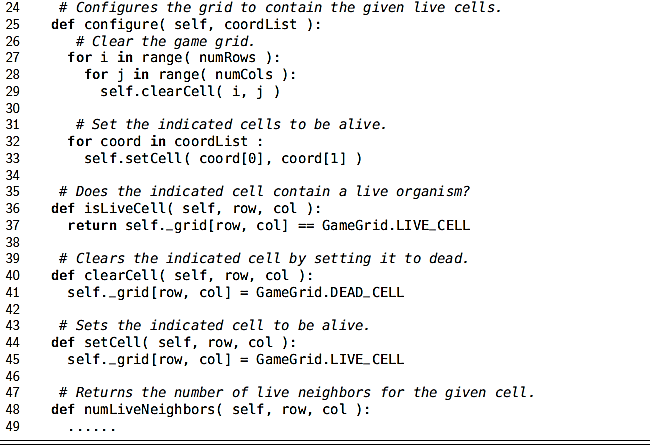 24 # Configures the grid to contain the given live cells.
25 def configure( self, coordList ):
26 # Clear the game grid.
27 for i in range( numRows ):
28 for j in range( numCols ):
29 self.clearCell( i, j )
30
31 # Set the indicated cells to be alive.
32 for coord in coordList :
33 self.setCell( coord[0], coord[1] )
34
35 # Does the indicated cell contain a live organism?
36 def isLiveCell( self, row, col ):
37 return self._grid[row, col] == GameGrid.LIVE_CELL
38
39 # Clears the indicated cell by setting it to dead.
40 def clearCell( self, row, col ):
41 self._grid[row, col] = GameGrid.DEAD_CELL
42
43 # Sets the indicated cell to be alive.
44 def setCell( self, row, col ):
45 self._grid[row, col] = GameGrid.LIVE_CELL
46
47 # Returns the number of live neighbors for the given cell.
48 def numLiveNeighbors( self, row, col ):
49 ......